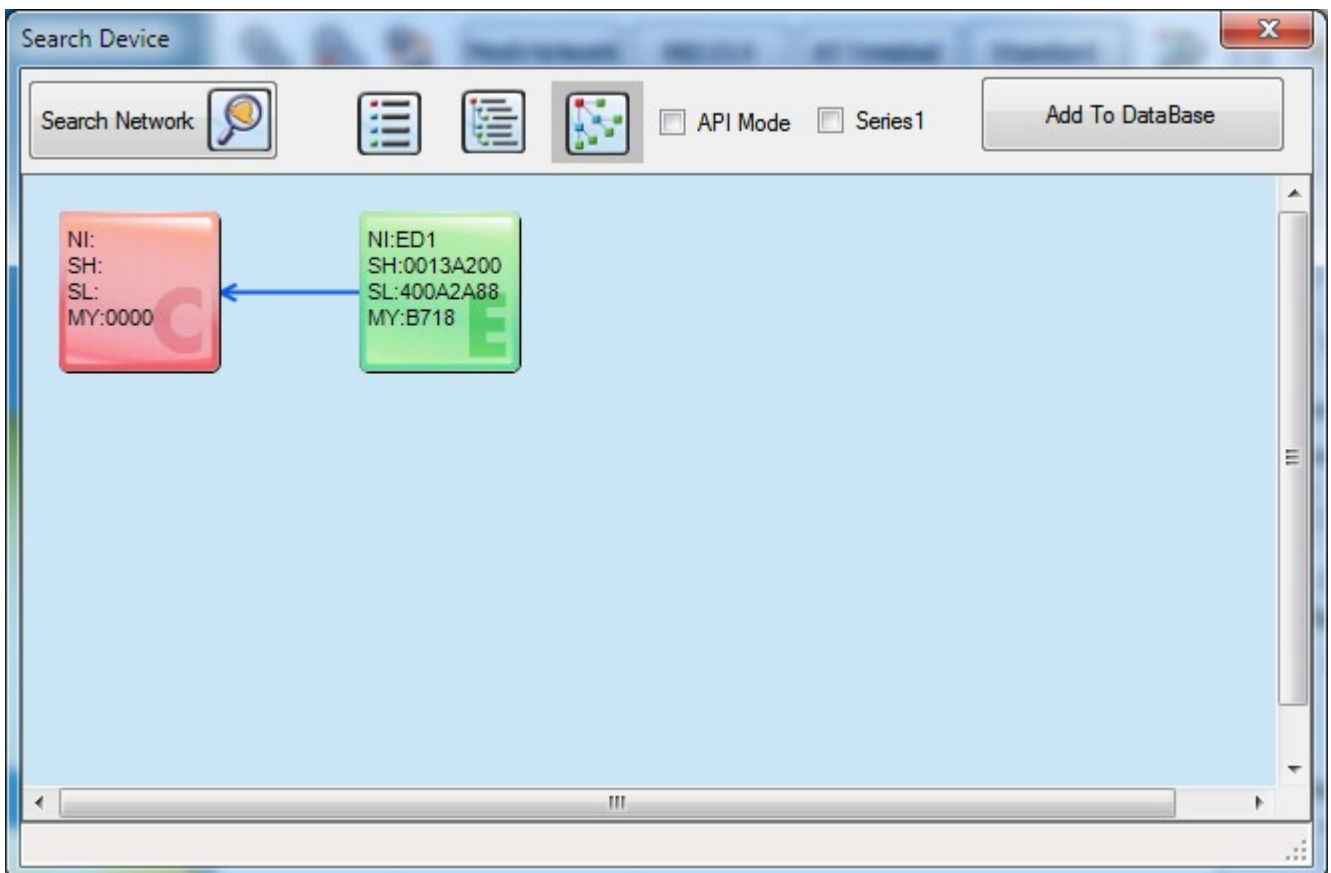 Search Device
Search Network
API Mode
Series1
Add To DataBase
NI:
SH:
SL:
MY:0000
C
NI:ED1
SH:0013A200
SL:400A2A88
MY:B718
E